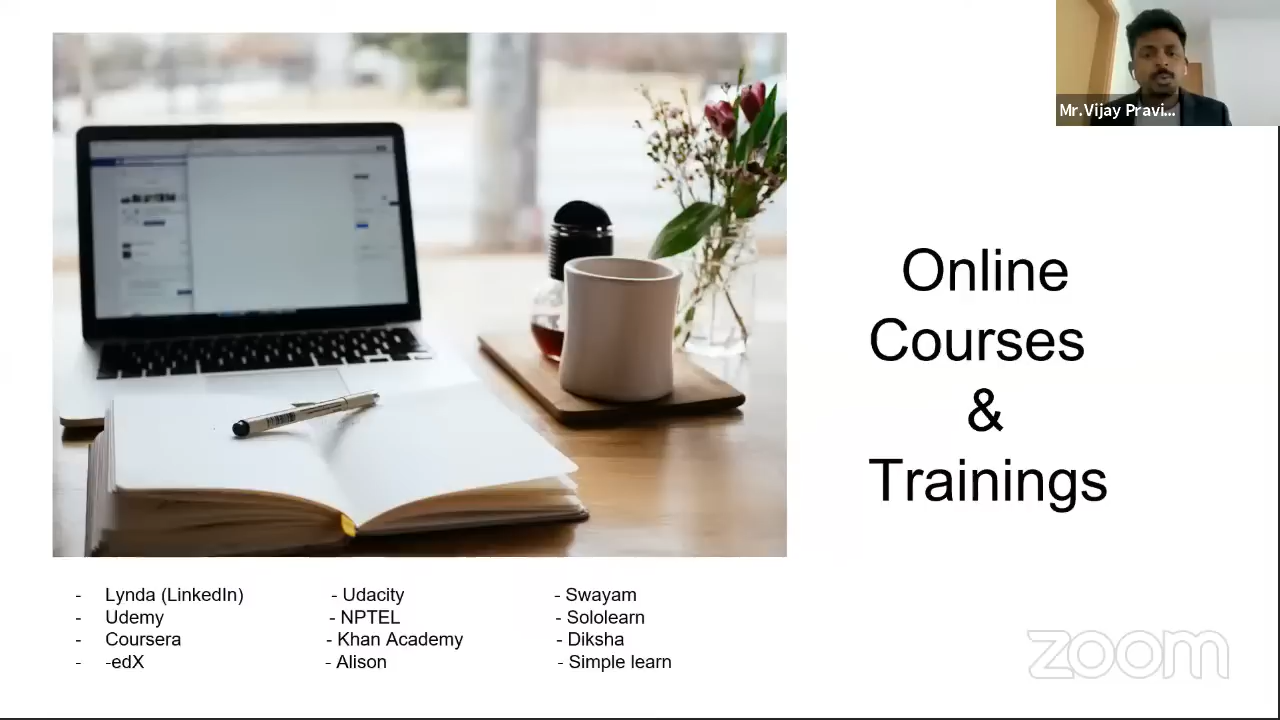 Mr.Vijay Pravi...
Online
Courses
&
Trainings
- Lynda (LinkedIn)
- Udemy
- Coursera
- -edX
- Udacity
- NPTEL
- Khan Academy
- Alison
- Swayam
- Sololearn
- Diksha
- Simple learn
zoom